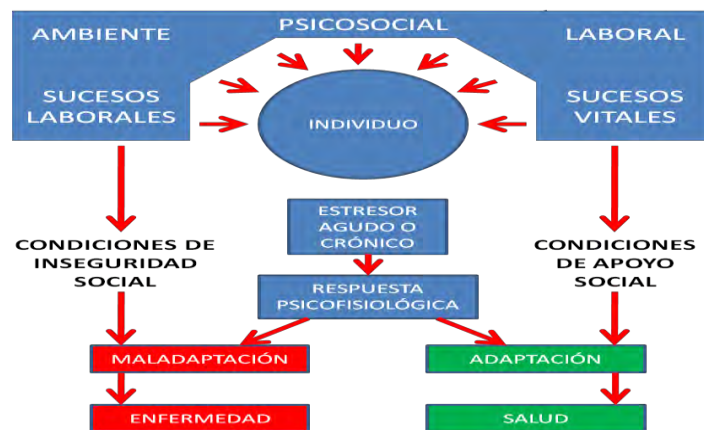 AMBIENTE
PSICOSOCIAL
LABORAL
SUCESOS
LABORALES
INDIVIDUO
SUCESOS
VITALES
ESTRESOR
AGUDO O
CRÓNICO
CONDICIONES DE
INSEGURIDAD
SOCIAL
CONDICIONES
DE APOYO
SOCIAL
RESPUESTA
PSICOFISIOLÓGICA
MALADAPTACIÓN
ADAPTACIÓN
ENFERMEDAD
SALUD